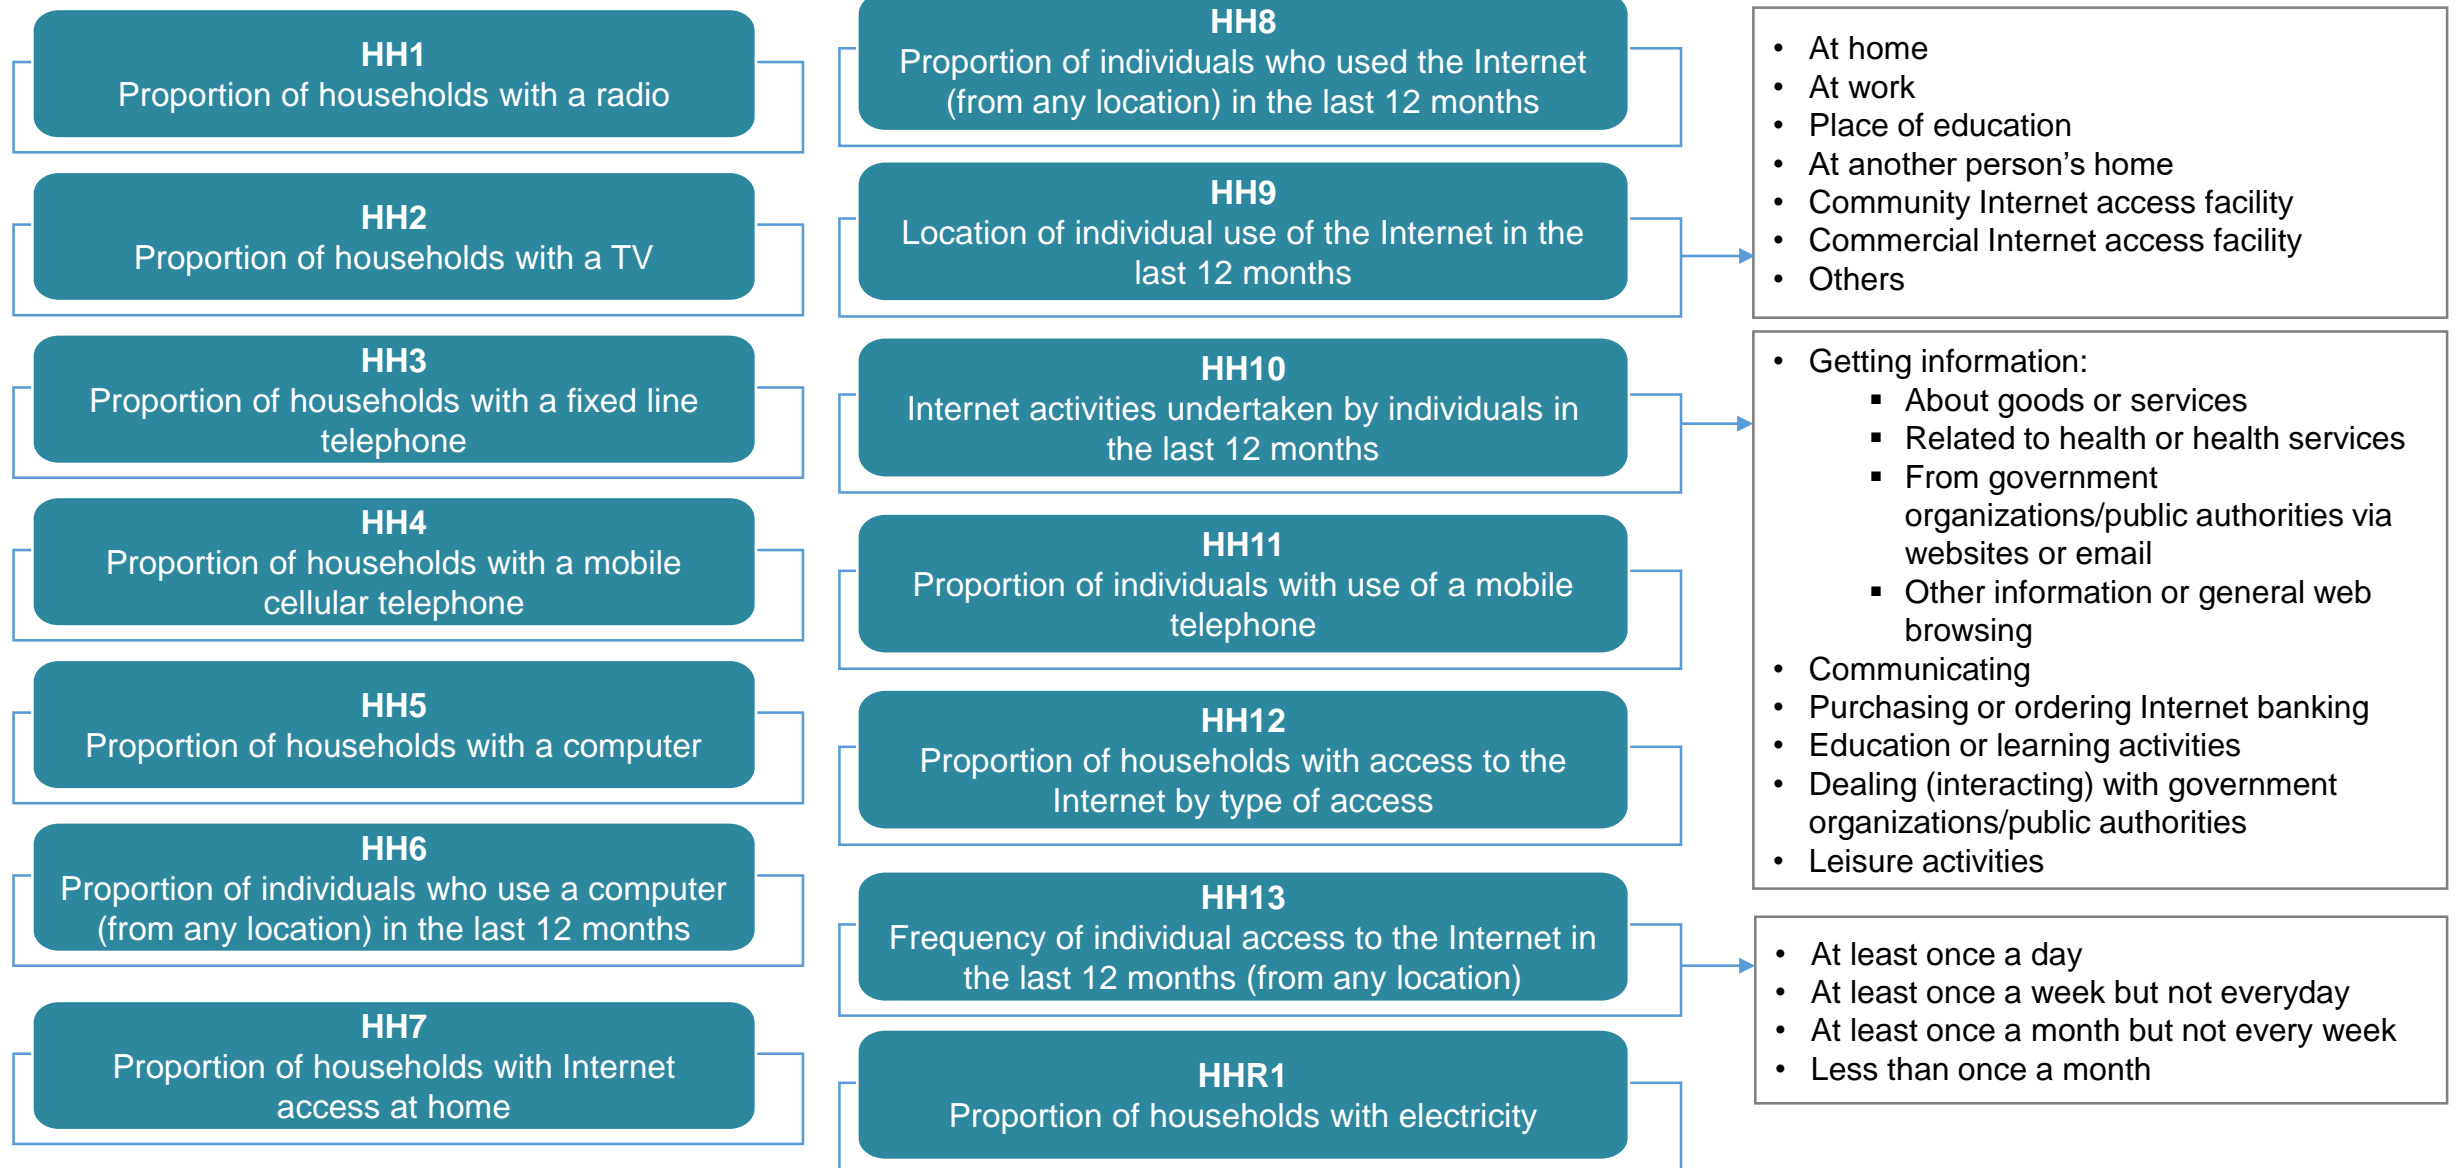 HH1
Proportion of households with a radio
HH2
Proportion of households with a TV
HH3
Proportion of households with a fixed line
telephone
HH4
Proportion of households with a mobile
cellular telephone
HH5
Proportion of households with a computer
HH6
Proportion of individuals who use a computer
(from any location) in the last 12 months
HH7
Proportion of households with Internet
access at home
HH8
Proportion of individuals who used the Internet
(from any location) in the last 12 months
HH9
Location of individual use of the Internet in the
last 12 months
HH10
Internet activities undertaken by individuals in
the last 12 months
HH11
Proportion of individuals with use of a mobile
telephone
HH12
Proportion of households with access to the
Internet by type of access
HH13
Frequency of individual access to the Internet in
the last 12 months (from any location)
HHR1
Proportion of households with electricity
• At home
• At work
• Place of education
• At another person’s home
• Community Internet access facility
• Commercial Internet access facility
• Others
• Getting information:
▪ About goods or services
▪ Related to health or health services
▪ From government
organizations/public authorities via
websites or email
▪ Other information or general web
browsing
• Communicating
• Purchasing or ordering Internet banking
• Education or learning activities
• Dealing (interacting) with government
organizations/public authorities
• Leisure activities
• At least once a day
• At least once a week but not everyday
• At least once a month but not every week
• Less than once a month